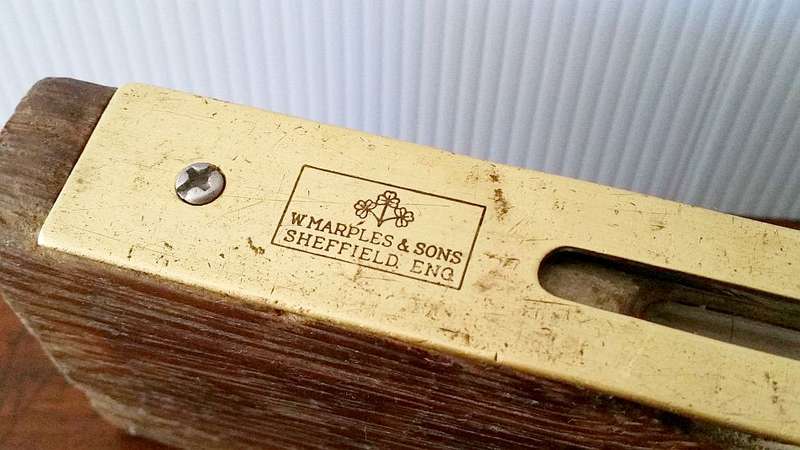 W MARPLES & SONS
SHEFFIELD. ENG.